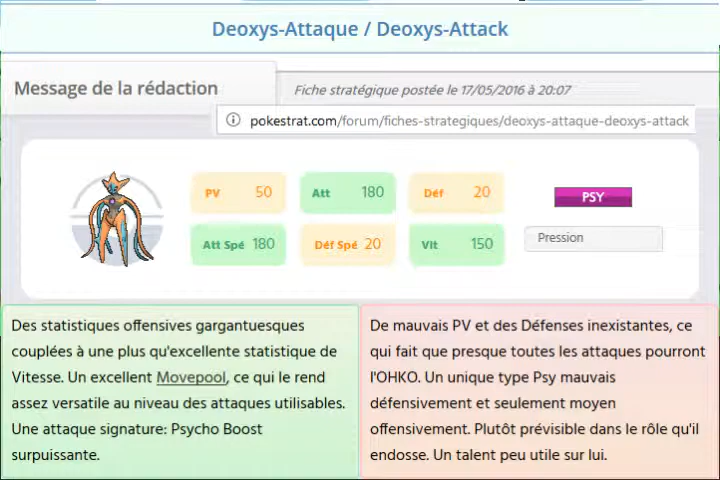 Deoxys-Attaque / Deoxys-Attack
Message de la rédaction
Fiche stratégique postée le 17/05/2016 à 20:07
pokestrat.com/forum/fiches-strategiques/deoxys-attaque-deoxys-attack
PV 50 Att 180 Déf 20
PSY
Att Spé 180 Déf Spé 20 Vit 150
Pression
Des statistiques offensives gargantuesques
couplées à une plus qu'excellente statistique de
Vitesse. Un excellent Movepool, ce qui le rend
assez versatile au niveau des attaques utilisables.
Une attaque signature: Psycho Boost
surpuissante.
De mauvais PV et des Défenses inexistantes, ce
qui fait que presque toutes les attaques pourront
l'OHKO. Un unique type Psy mauvais
défensivement et seulement moyen
offensivement. Plutôt prévisible dans le rôle qu'il
endosse. Un talent peu utile sur lui.